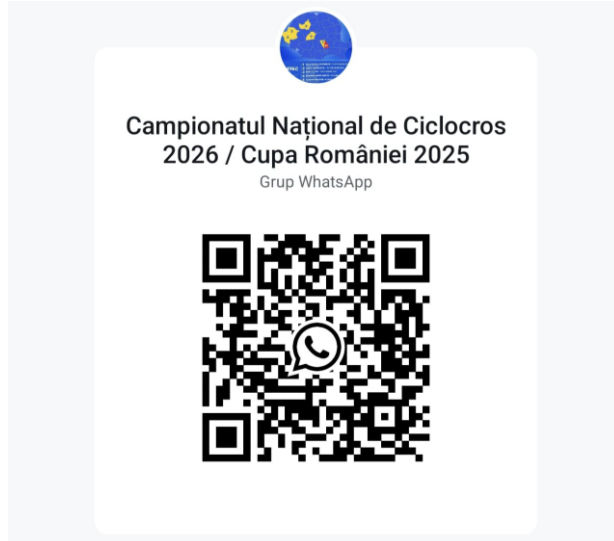 Campionatul Național de Ciclocros
2026 / Cupa României 2025
Grup WhatsApp